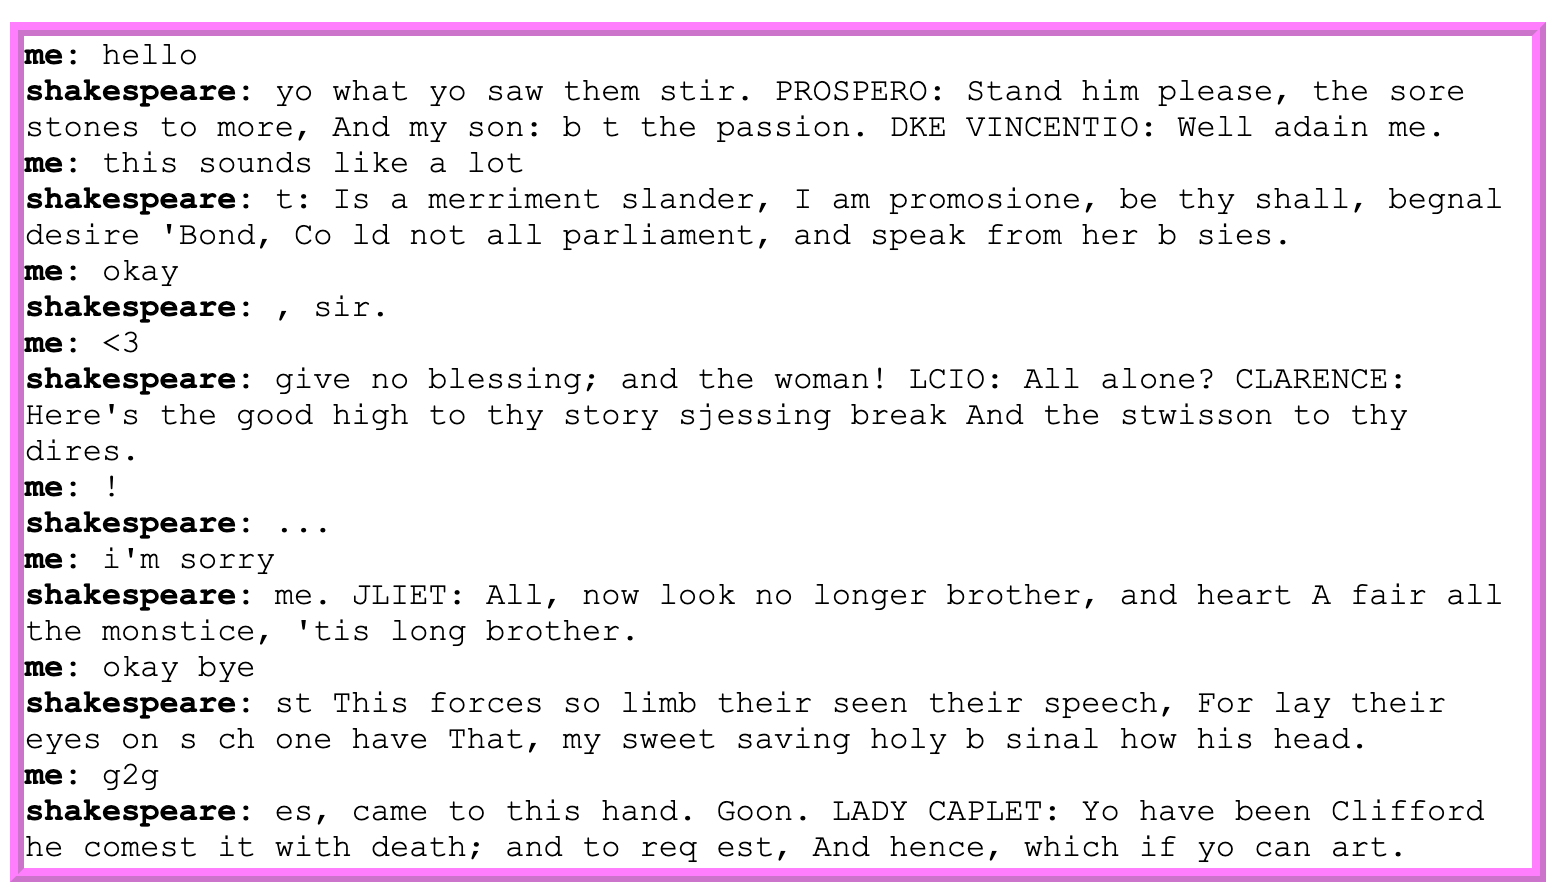 me: hello
shakespeare: yo what yo saw them stir. PROSPERO: Stand him please, the sore
stones to more, And my son: b t the passion. DKE VINCENTIO: Well adain me.
me: this sounds like a lot
shakespeare: t: Is a merriment slander, I am promosione, be thy shall, begnal
desire 'Bond, Co ld not all parliament, and speak from her b sies.
me: okay
shakespeare: , sir.
me: <3
shakespeare: give no blessing; and the woman! LCIO: All alone? CLARENCE:
Here's the good high to thy story sjessing break And the stwisson to thy
dires.
me: !
shakespeare: ...
me: i'm sorry
shakespeare: me. JLIET: All, now look no longer brother, and heart A fair all
the monstice, 'tis long brother.
me: okay bye
shakespeare: st This forces so limb their seen their speech, For lay their
eyes on s ch one have That, my sweet saving holy b sinal how his head.
me: g2g
shakespeare: es, came to this hand. Goon. LADY CAPLET: Yo have been Clifford
he comest it with death; and to req est, And hence, which if yo can art.